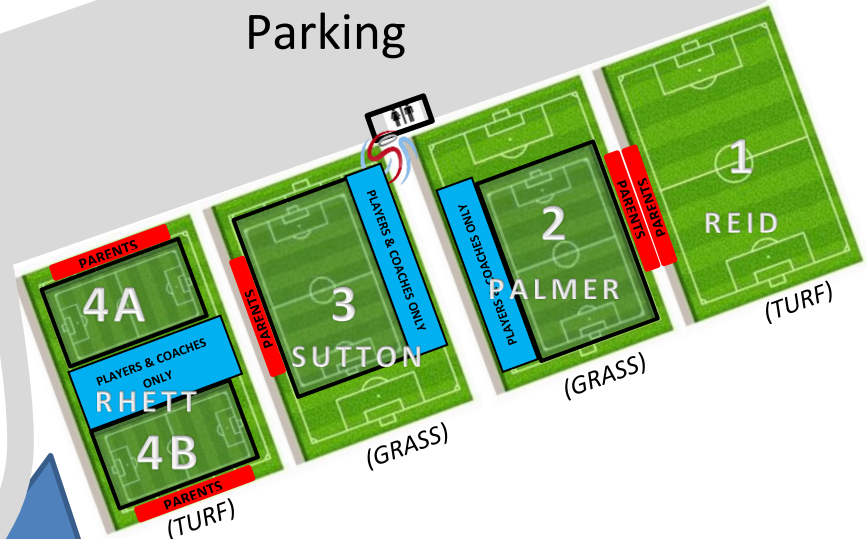 Parking
1
REID
(TURF)
PARENTS
PARENTS
2
PALMER
PLAYERS & COACHES ONLY
(GRASS)
PLAYERS & COACHES ONLY
3
SUTTON
PARENTS
(GRASS)
PARENTS
4A
PLAYERS & COACHES
ONLY
RHETT
4B
PARENTS
(TURF)